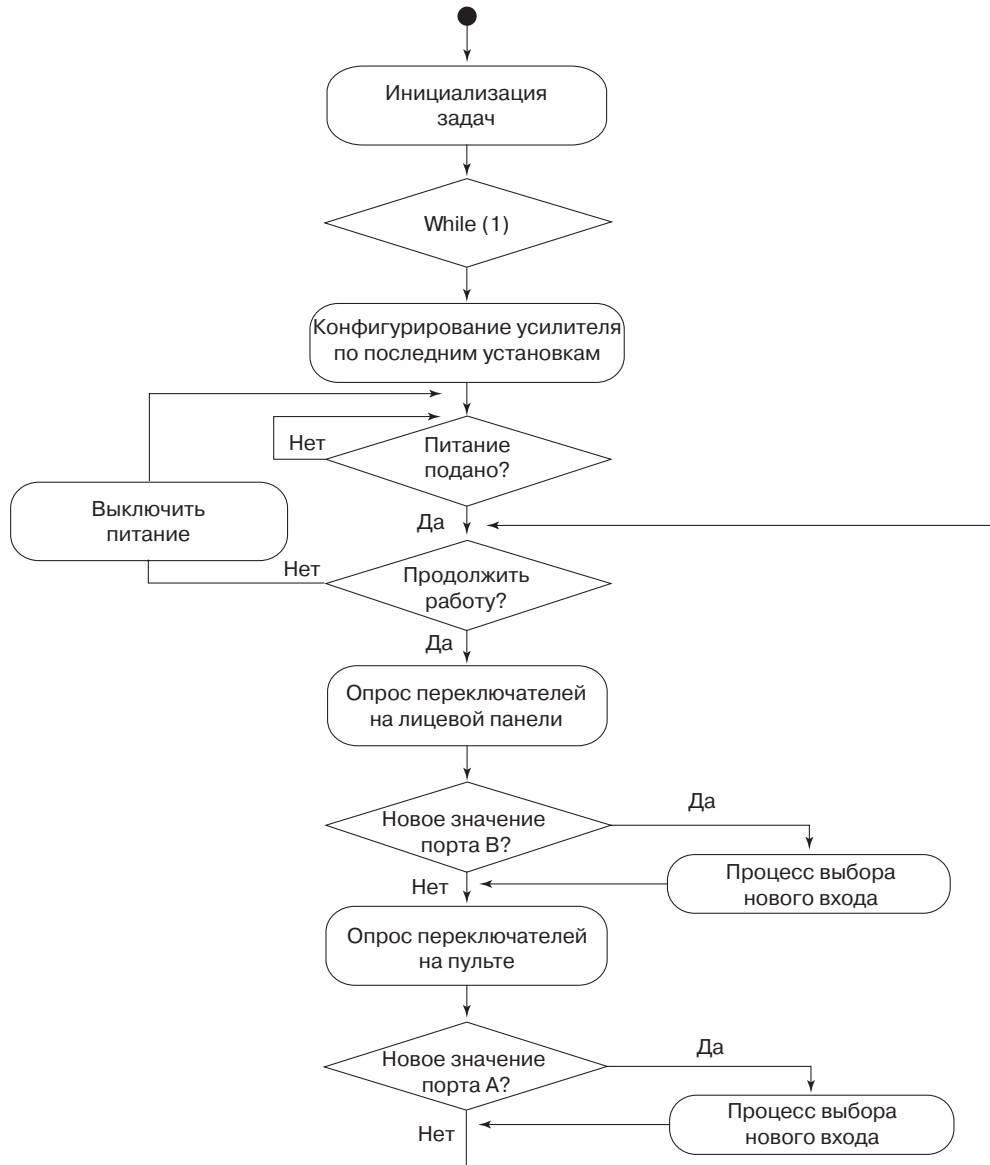 Инициализация
задач
While (1)
Конфигурирование усилителя
по последним установкам
Нет
Питание
подано?
Выключить
питание
Да
Нет
Продолжить
работу?
Да
Опрос переключателей
на лицевой панели
Новое значение
порта B?
Да
Процесс выбора
нового входа
Нет
Опрос переключателей
на пульте
Новое значение
порта A?
Да
Процесс выбора
нового входа
Нет